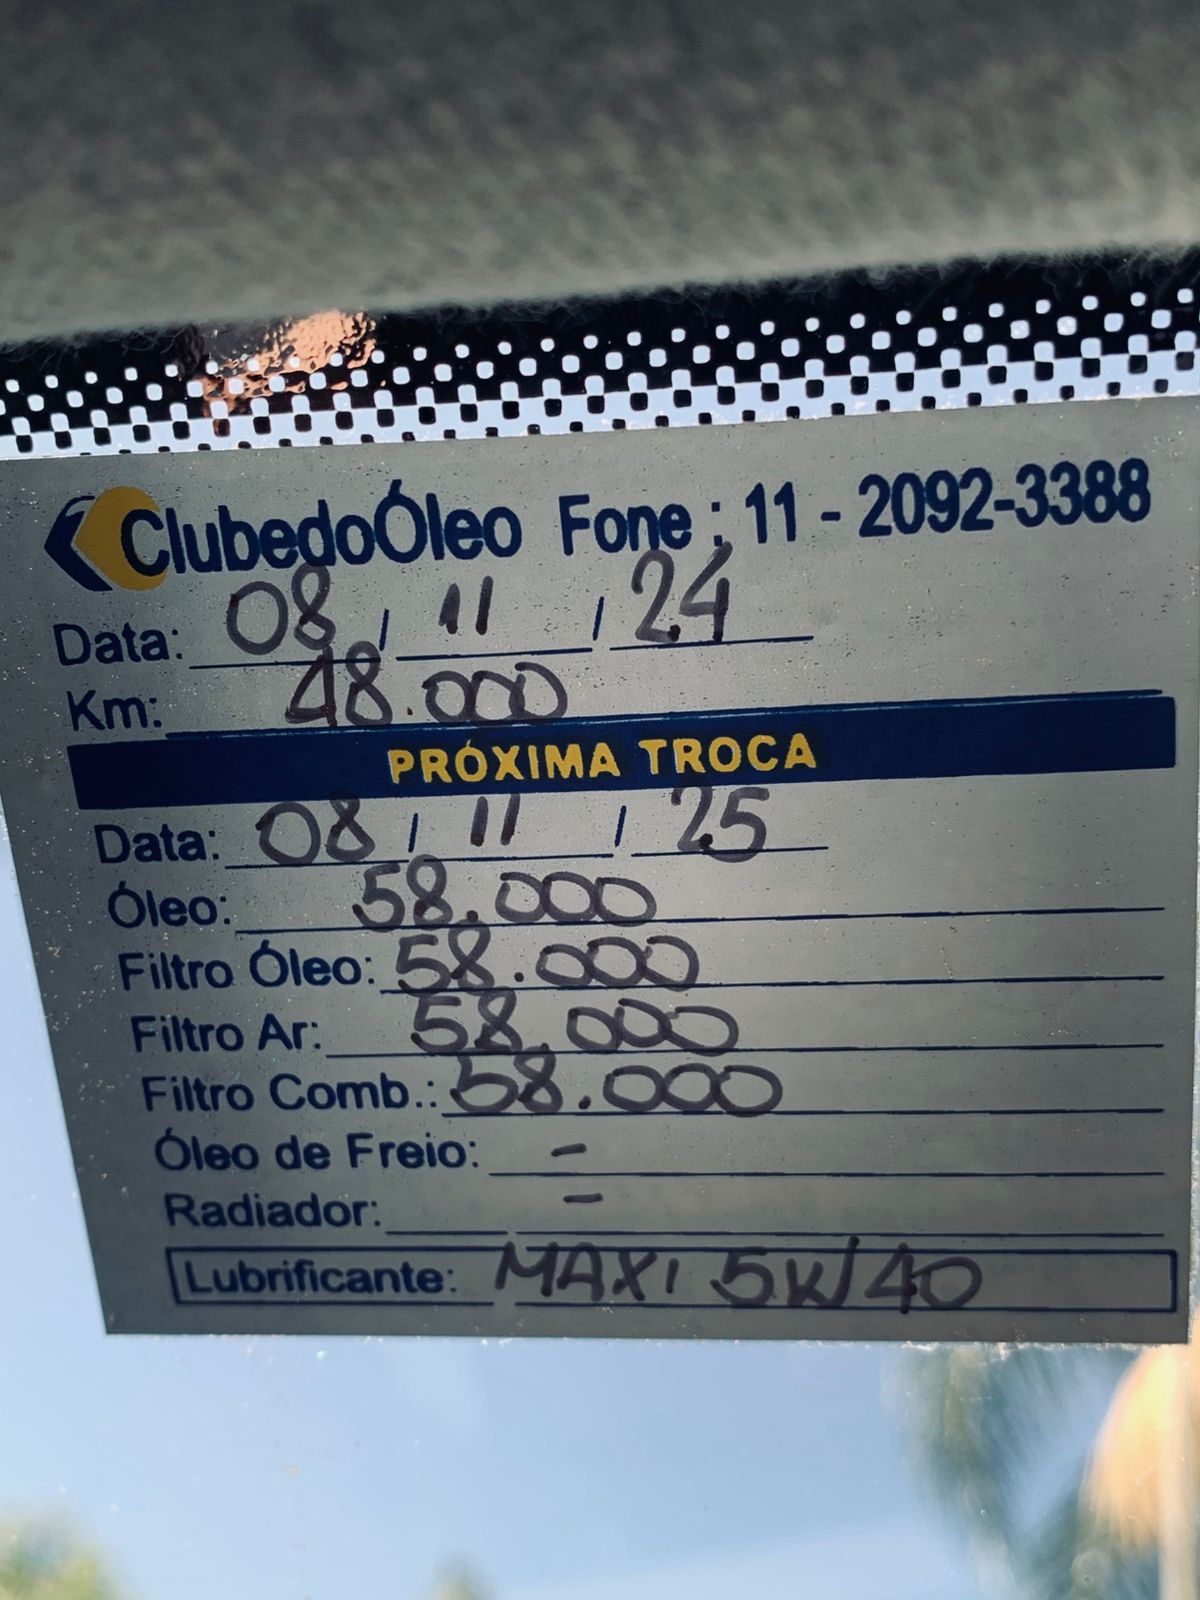 ClubedoÓleo Fone : 11 - 2092-3388
Data: 08 / 11 / 24
Km: 48.000
PRÓXIMA TROCA
Data: 08 / 11 / 25
Óleo: 58.000
Filtro Óleo: 58.000
Filtro Ar: 58.000
Filtro Comb.: 58.000
Óleo de Freio: -
Radiador: -
Lubrificante: MAXI 5W40